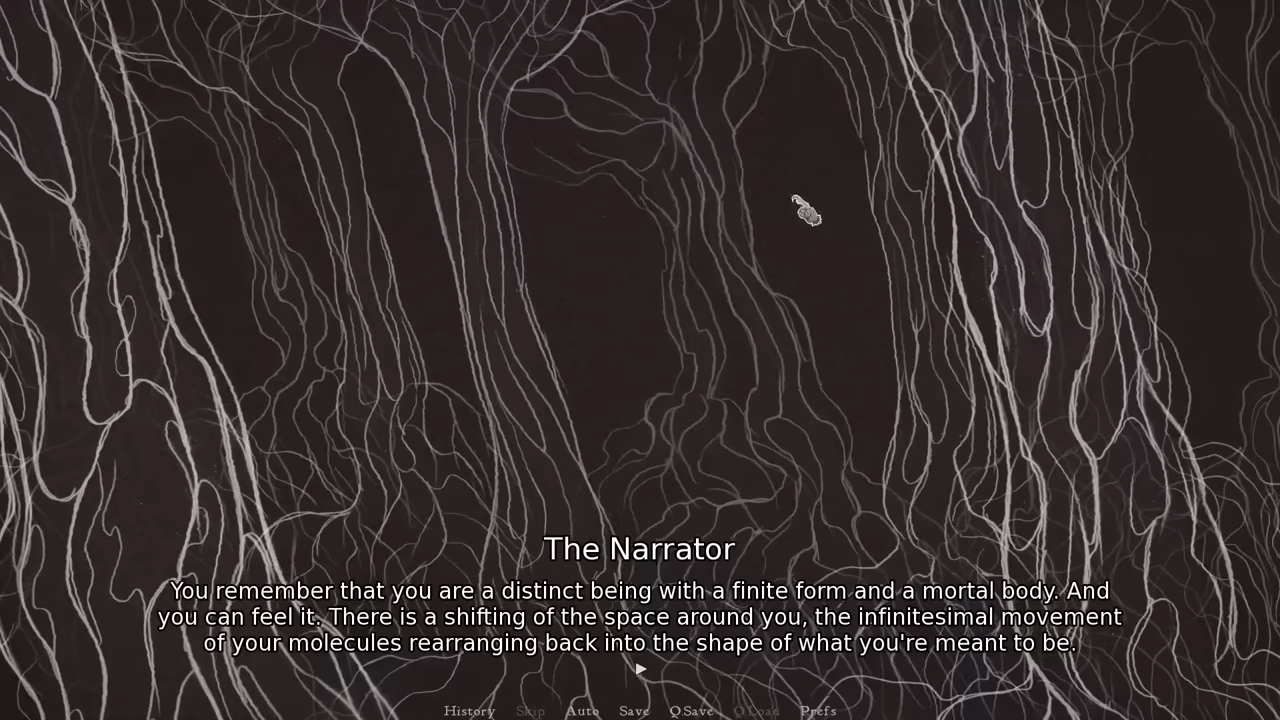 The Narrator
You remember that you are a distinct being with a finite form and a mortal body. And
you can feel it. There is a shifting of the space around you, the infinitesimal movement
of your molecules rearranging back into the shape of what you're meant to be.
History Skip Auto Save Q.Save Q.Load Prefs